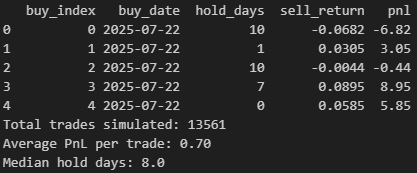 buy_index buy_date hold_days sell_return pnl
0 0 2025-07-22 10 -0.0682 -6.82
1 1 2025-07-22 1 0.0305 3.05
2 2 2025-07-22 10 -0.0044 -0.44
3 3 2025-07-22 7 0.0895 8.95
4 4 2025-07-22 0 0.0585 5.85
Total trades simulated: 13561
Average PnL per trade: 0.70
Median hold days: 8.0